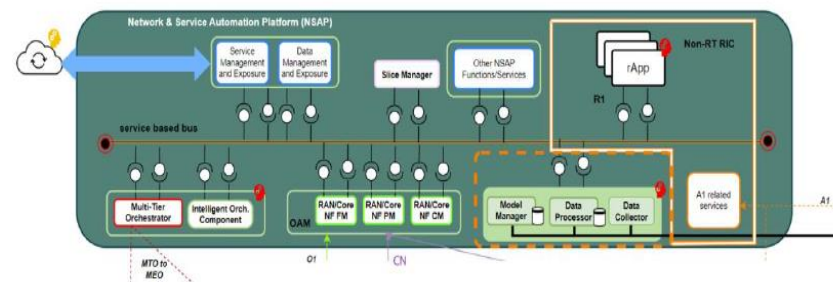 Network & Service Automation Platform (NSAP)
Service
Management
and Exposure
Data
Management
and Exposure
Slice Manager
Other NSAP
Functions/Services
rApp
Non-RT RIC
R1
service based bus
Multi-Tier
Orchestrator
Intelligent Orch.
Component
OAM
RAN/Core
NF FM
RAN/Core
NF PM
RAN/Core
NF CM
Model
Manager
Data
Processor
Data
Collector
A1 related
services
A1
MTO to
MEO
O1
CN